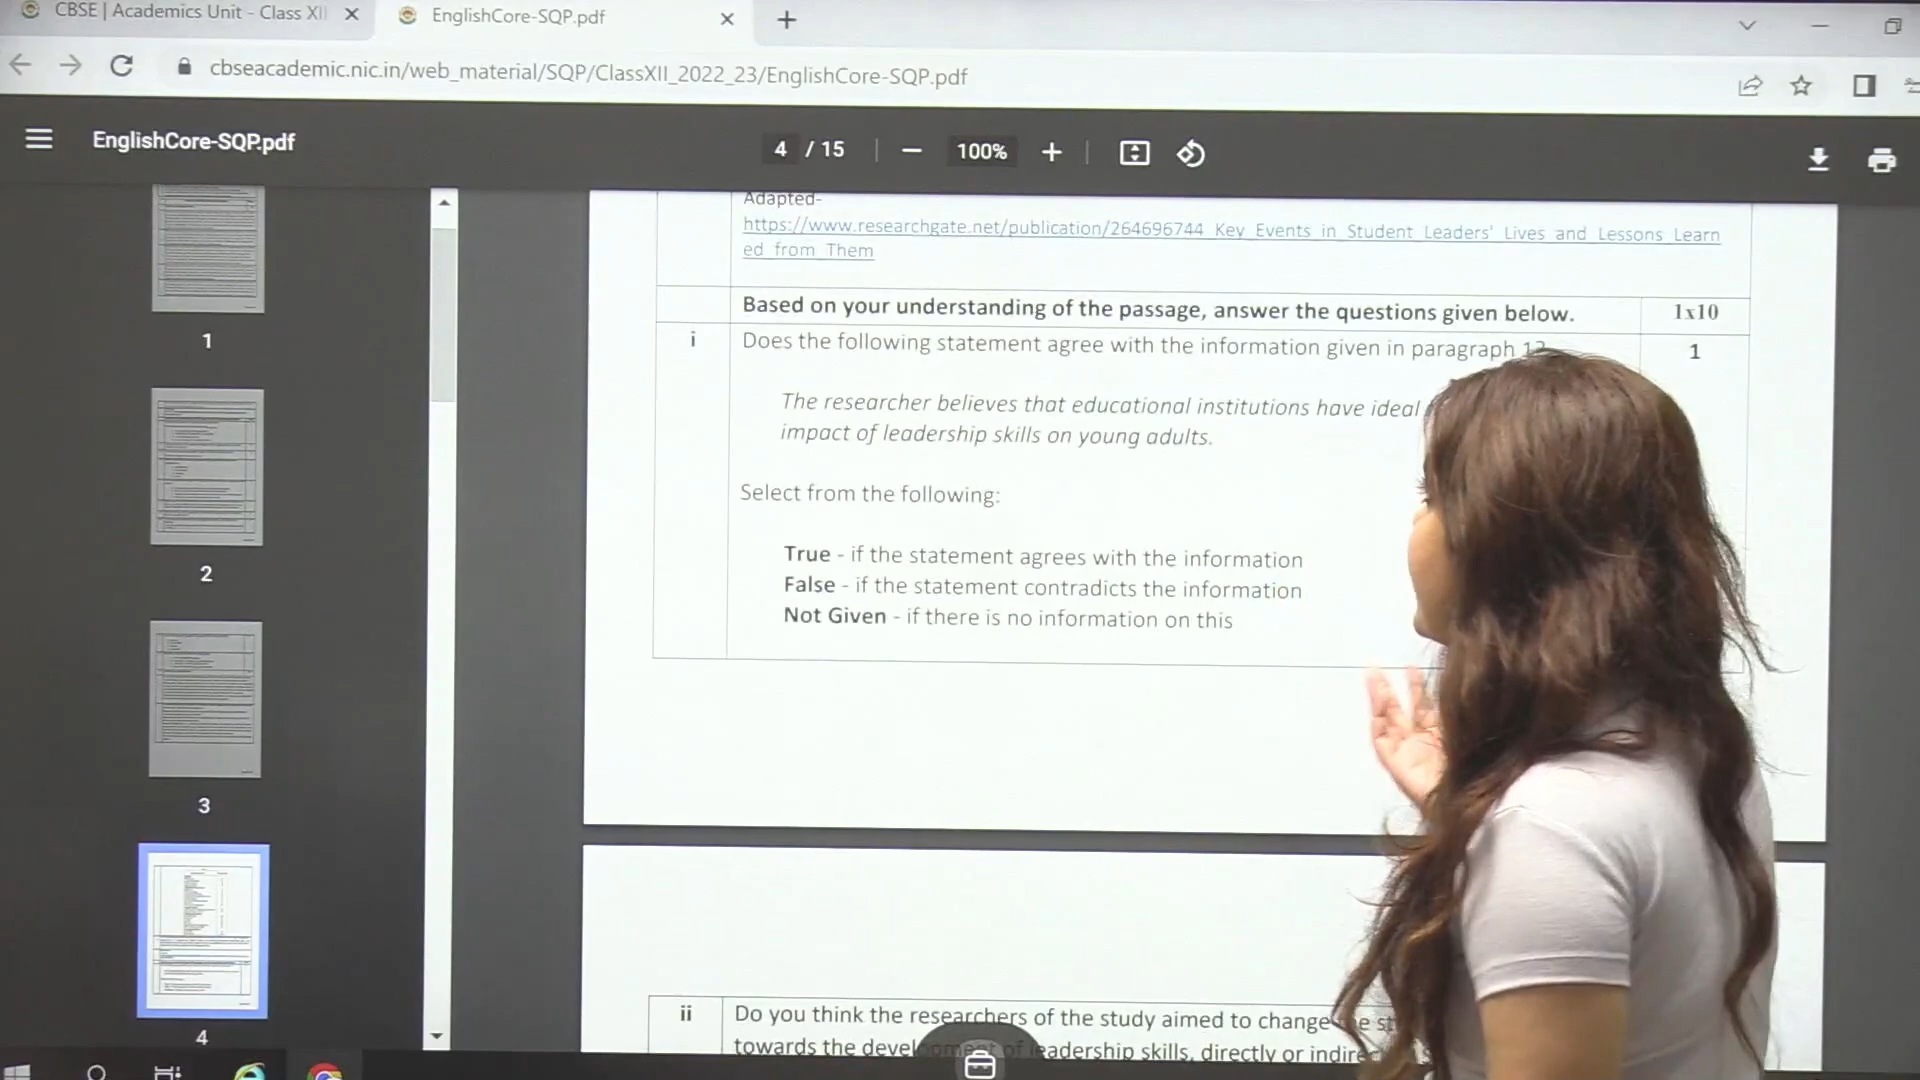 CBSE | Academics Unit - Class XII
EnglishCore-SQP.pdf
cbseacademic.nic.in/web_material/SQP/ClassXII_2022_23/EnglishCore-SQP.pdf
EnglishCore-SQP.pdf
4 / 15
100%
1
2
3
4
Adapted-
https://www.researchgate.net/publication/264696744_Key_Events_in_Student_Leaders'_Lives_and_Lessons_Learn
ed_from_Them
Based on your understanding of the passage, answer the questions given below. 1x10
i Does the following statement agree with the information given in paragraph 1? 1
The researcher believes that educational institutions have ideal
impact of leadership skills on young adults.
Select from the following:
True - if the statement agrees with the information
False - if the statement contradicts the information
Not Given - if there is no information on this
ii Do you think the researchers of the study aimed to change
towards the of leadership skills, directly or